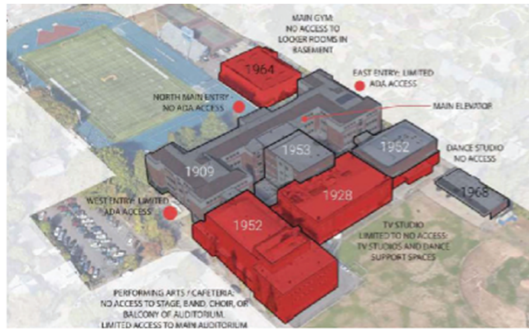 MAIN GYM:
NO ACCESS TO
LOCKER ROOMS IN
BASEMENT
1964
EAST ENTRY: LIMITED
ADA ACCESS
NORTH MAIN ENTRY
NO ADA ACCESS
MAIN ELEVATOR
1953
1952
DANCE STUDIO
NO ACCESS
1909
1928
1968
WEST ENTRY: LIMITED
ADA ACCESS
1952
TV STUDIO
LIMITED TO NO ACCESS:
TV STUDIOS AND DANCE
SUPPORT SPACES
PERFORMING ARTS / CAFETERIA:
NO ACCESS TO STAGE, BAND, CHOIR, OR
BALCONY OF AUDITORIUM.
LIMITED ACCESS TO MAIN AUDITORIUM